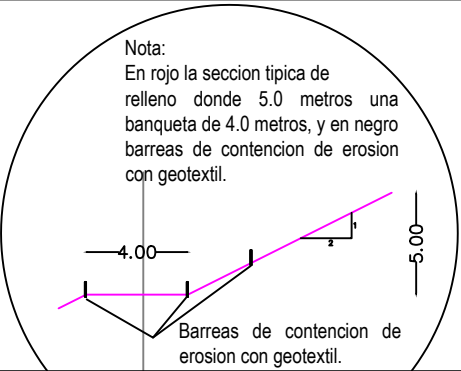 Nota:
En rojo la seccion tipica de
relleno donde 5.0 metros una
banqueta de 4.0 metros, y en negro
barreas de contencion de erosion
con geotextil.
4.00
1
2
5.00
Barreas de contencion de
erosion con geotextil.